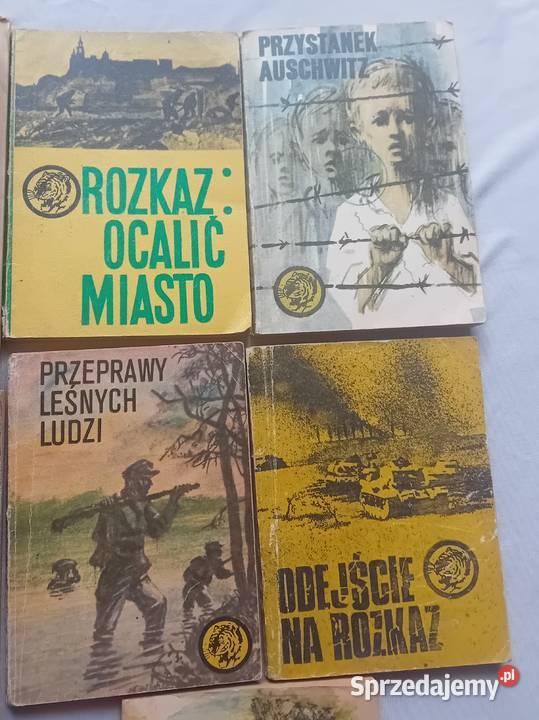 ROZKAZ:
OCALIĆ
MIASTO
PRZYSTANEK
AUSCHWITZ
PRZEPRAWY
LEŚNYCH
LUDZI
ODEJŚCIE
NA ROZKAZ
Sprzedajemy.pl